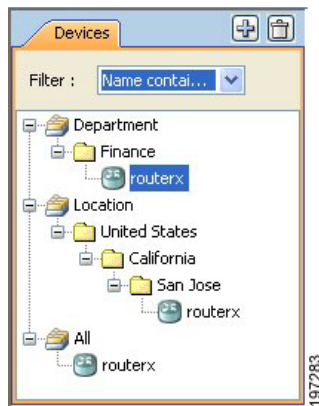 Devices
Filter : Name contai...
Department
Finance
routerx
Location
United States
California
San Jose
routerx
All
routerx
197283